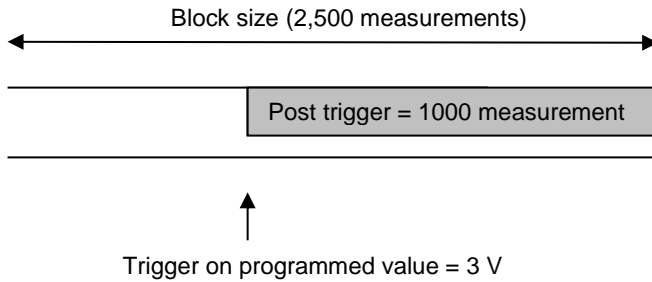 Block size (2,500 measurements)
Post trigger = 1000 measurement
Trigger on programmed value = 3 V